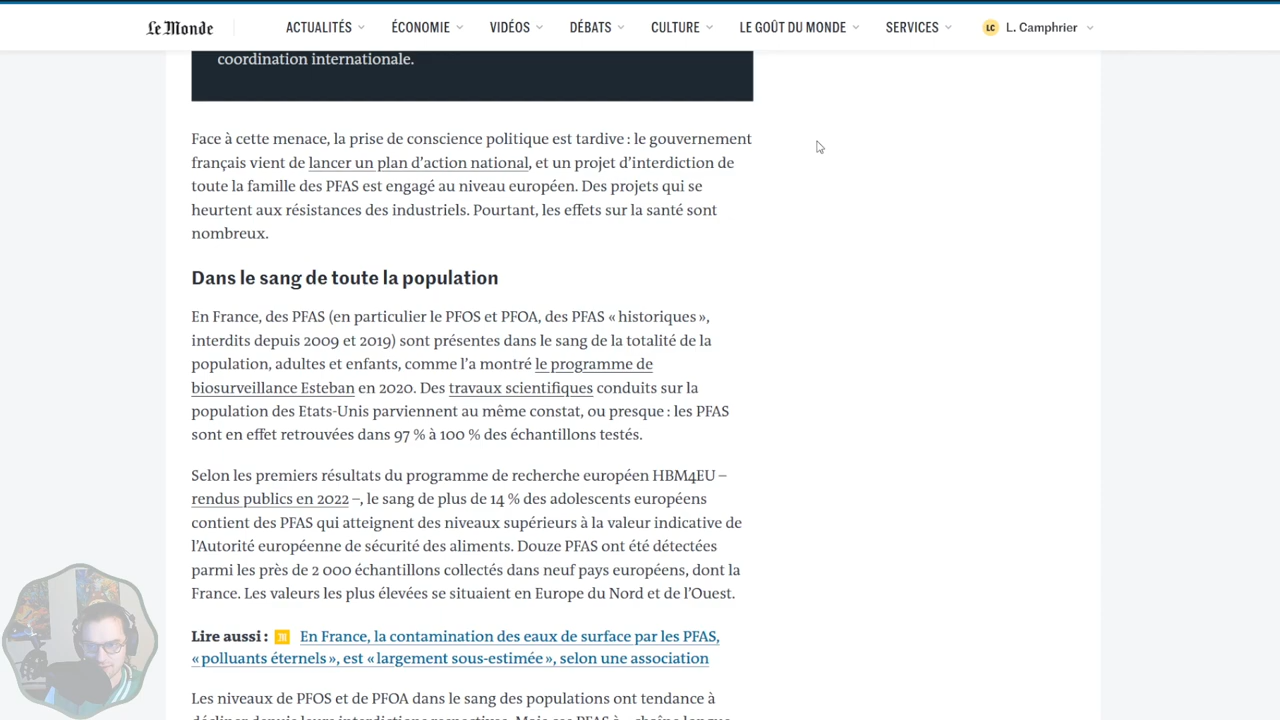 Le Monde
ACTUALITÉS
ÉCONOMIE
VIDÉOS
DÉBATS
CULTURE
LE GOÛT DU MONDE
SERVICES
LC
L. Camphrier
coordination internationale.
Face à cette menace, la prise de conscience politique est tardive : le gouvernement
français vient de lancer un plan d’action national, et un projet d’interdiction de
toute la famille des PFAS est engagé au niveau européen. Des projets qui se
heurtent aux résistances des industriels. Pourtant, les effets sur la santé sont
nombreux.
Dans le sang de toute la population
En France, des PFAS (en particulier le PFOS et PFOA, des PFAS « historiques »,
interdits depuis 2009 et 2019) sont présentes dans le sang de la totalité de la
population, adultes et enfants, comme l’a montré le programme de
biosurveillance Esteban en 2020. Des travaux scientifiques conduits sur la
population des Etats-Unis parviennent au même constat, ou presque : les PFAS
sont en effet retrouvées dans 97 % à 100 % des échantillons testés.
Selon les premiers résultats du programme de recherche européen HBM4EU –
rendus publics en 2022 –, le sang de plus de 14 % des adolescents européens
contient des PFAS qui atteignent des niveaux supérieurs à la valeur indicative de
l’Autorité européenne de sécurité des aliments. Douze PFAS ont été détectées
parmi les près de 2 000 échantillons collectés dans neuf pays européens, dont la
France. Les valeurs les plus élevées se situaient en Europe du Nord et de l’Ouest.
Lire aussi : En France, la contamination des eaux de surface par les PFAS,
« polluants éternels », est « largement sous-estimée », selon une association
Les niveaux de PFOS et de PFOA dans le sang des populations ont tendance à
décliner depuis leurs interdictions respectives. Mais ces PFAS à « chaîne longue